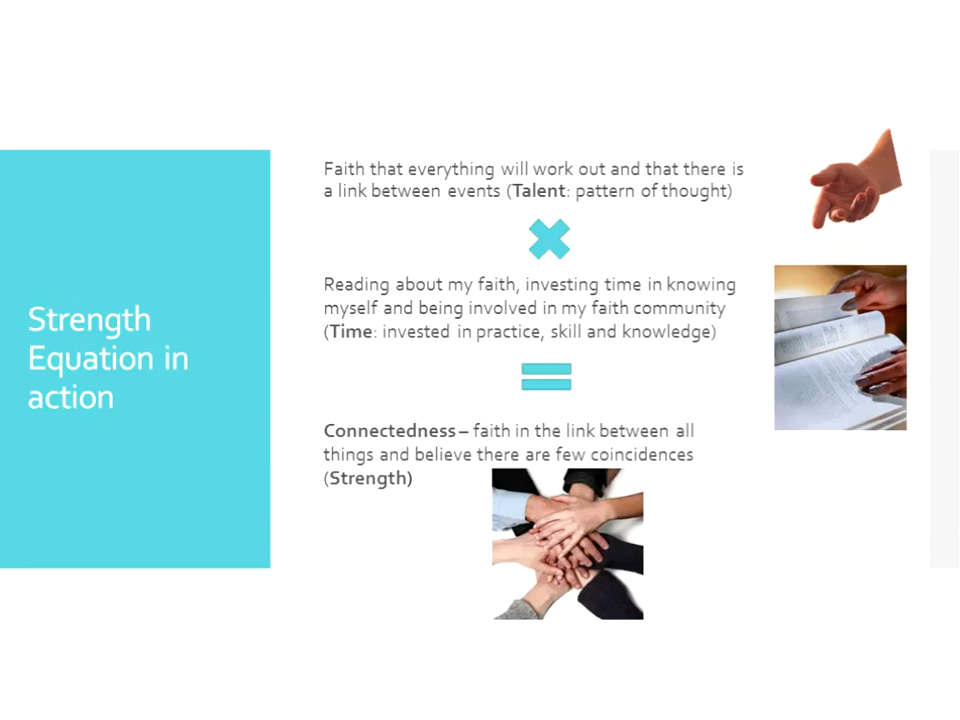 Strength
Equation in
action
Faith that everything will work out and that there is
a link between events (Talent: pattern of thought)
Reading about my faith, investing time in knowing
myself and being involved in my faith community
(Time: invested in practice, skill and knowledge)
Connectedness – faith in the link between all
things and believe there are few coincidences
(Strength)